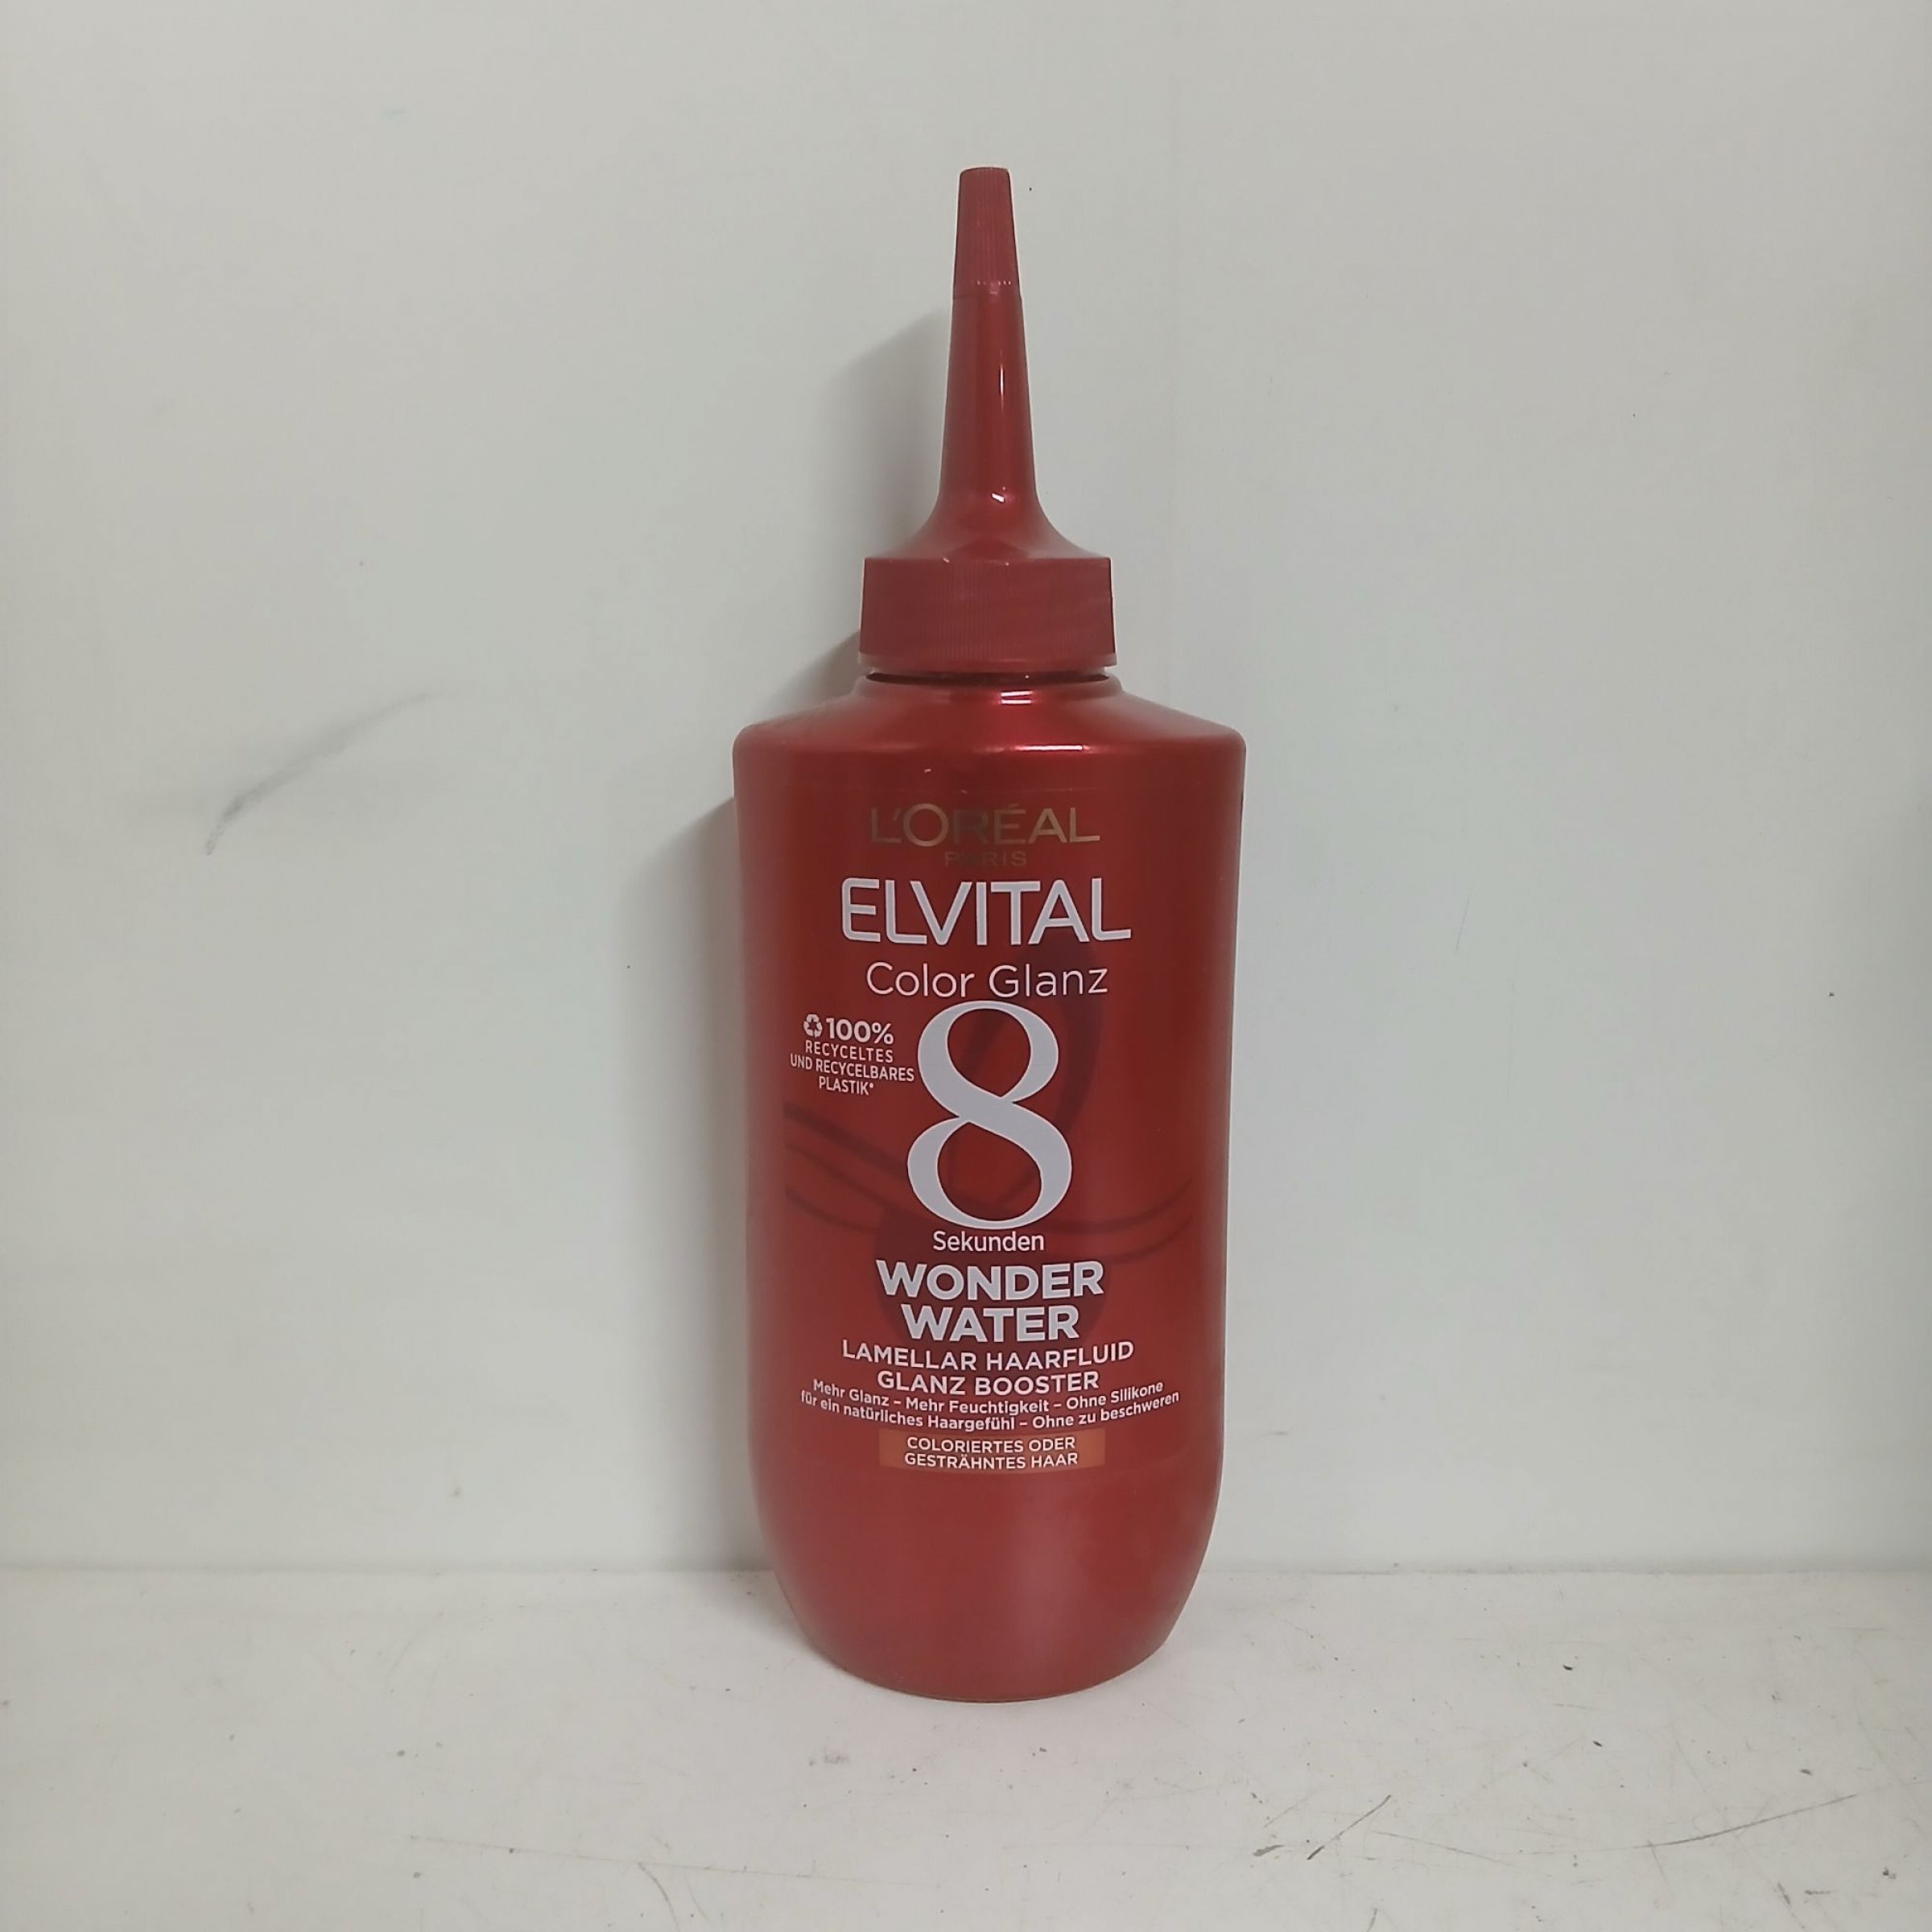 L'ORÉAL
PARIS
ELVITAL
Color Glanz
100%
RECYCELTES
UND RECYCELBARES
PLASTIK*
8
Sekunden
WONDER
WATER
LAMELLAR HAARFLUID
GLANZ BOOSTER
Mehr Glanz – Mehr Feuchtigkeit – Ohne Silikone
für ein natürliches Haargefühl – Ohne zu beschweren
COLORIERTES ODER
GESTRÄHNTES HAAR